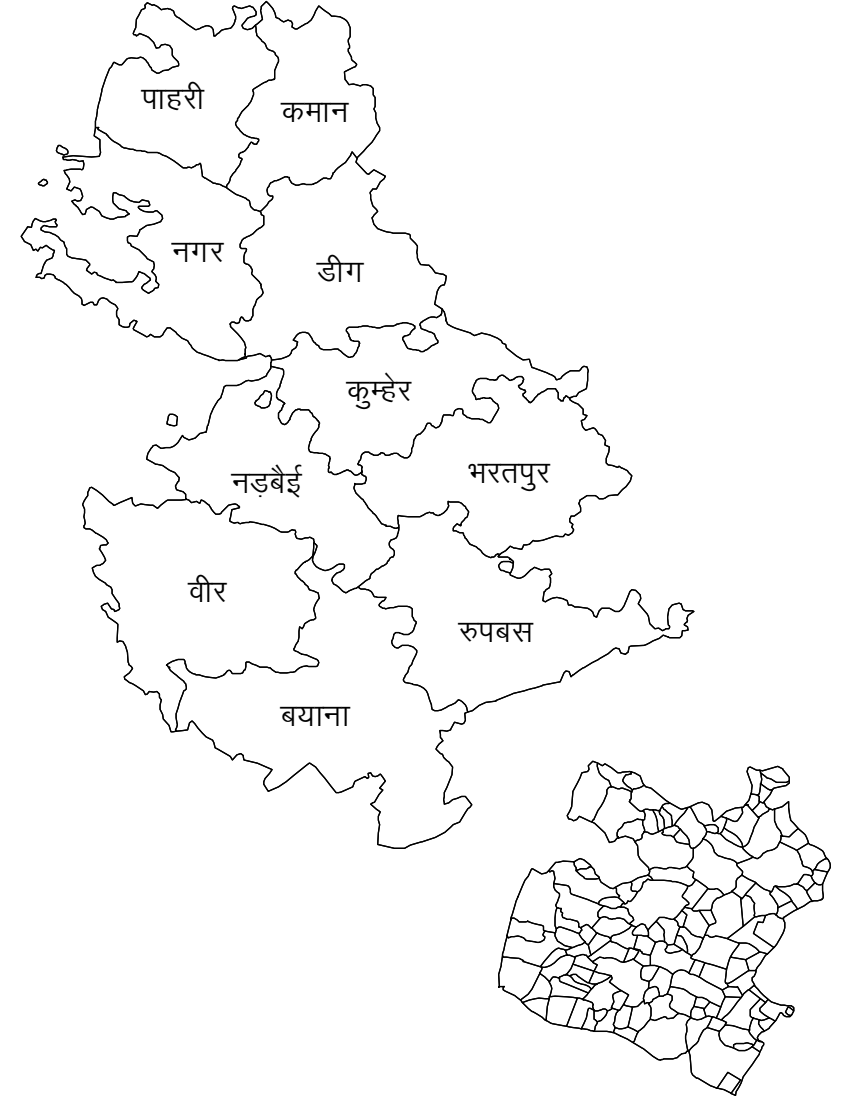 पाहरी
कमान
नगर
डीग
कुम्हेर
नड़बैई
भरतपुर
वीर
रुपबस
बयाना